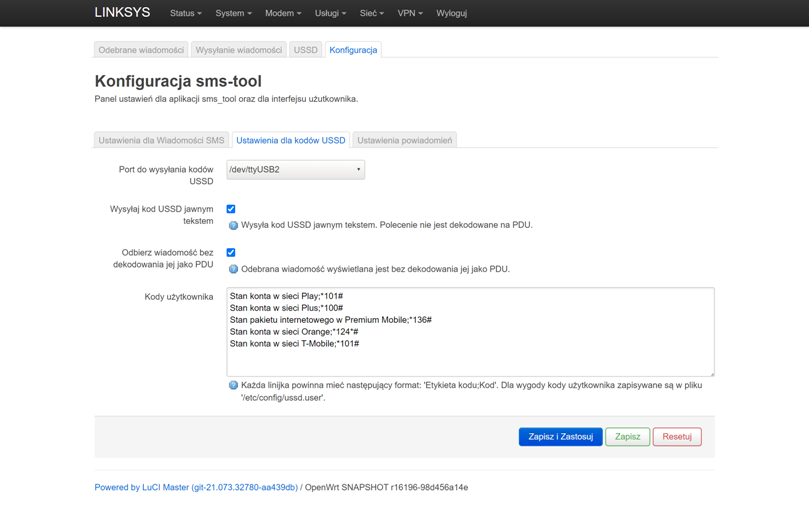 LINKSYS Status System Modem Usługi Sieć VPN Wyloguj
Odebrane wiadomości Wysyłanie wiadomości USSD Konfiguracja
Konfiguracja sms-tool
Panel ustawień dla aplikacji sms_tool oraz dla interfejsu użutkownika.
Ustawienia dla Wiadomości SMS Ustawienia dla kodów USSD Ustawienia powiadomień
Port do wysyłania kodów
USSD
/dev/ttyUSB2
Wysyłaj kod USSD jawnym
tekstem
Wysyła kod USSD jawnym tekstem. Polecenie nie jest dekodowane na PDU.
Odbierz wiadomość bez
dekodowania jej jako PDU
Odebrana wiadomość wyświetlana jest bez dekodowania jej jako PDU.
Kody użytkownika
Stan konta w sieci Play;*101#
Stan konta w sieci Plus;*100#
Stan pakietu internetowego w Premium Mobile;*136#
Stan konta w sieci Orange;*124*#
Stan konta w sieci T-Mobile;*101#
Każda linijka powinna mieć następujący format: 'Etykieta kodu;Kod'. Dla wygody kody użytkownika zapisywane są w pliku
'/etc/config/ussd.user'.
Zapisz i Zastosuj Zapisz Resetuj
Powered by LuCI Master (git-21.073.32780-aa439db) / OpenWrt SNAPSHOT r16196-98d456a14e